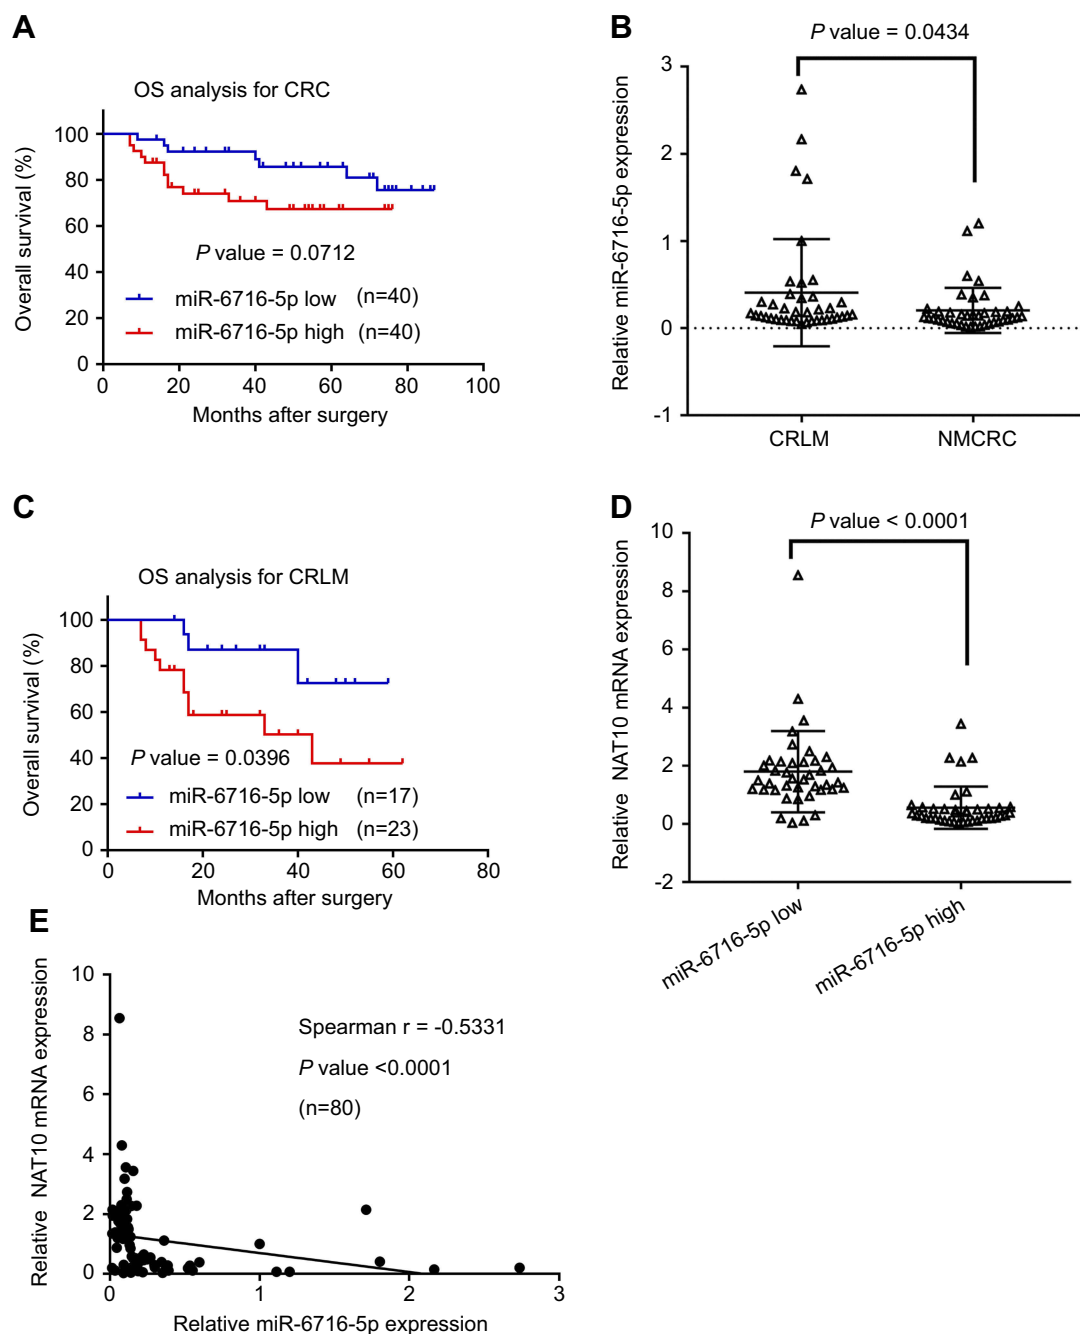 A
OS analysis for CRC
Overall survival (%)
100
80
60
40
20
0
P value = 0.0712
miR-6716-5p low (n=40)
miR-6716-5p high (n=40)
0 20 40 60 80 100
Months after surgery
B
P value = 0.0434
Relative miR-6716-5p expression
3
2
1
0
-1
CRLM NMCRC
C
OS analysis for CRLM
Overall survival (%)
100
80
60
40
20
0
P value = 0.0396
miR-6716-5p low (n=17)
miR-6716-5p high (n=23)
0 20 40 60 80
Months after surgery
D
P value < 0.0001
Relative NAT10 mRNA expression
10
8
6
4
2
0
-2
miR-6716-5p low
miR-6716-5p high
E
Relative NAT10 mRNA expression
10
8
6
4
2
0
Spearman r = -0.5331
P value <0.0001
(n=80)
0 1 2 3
Relative miR-6716-5p expression